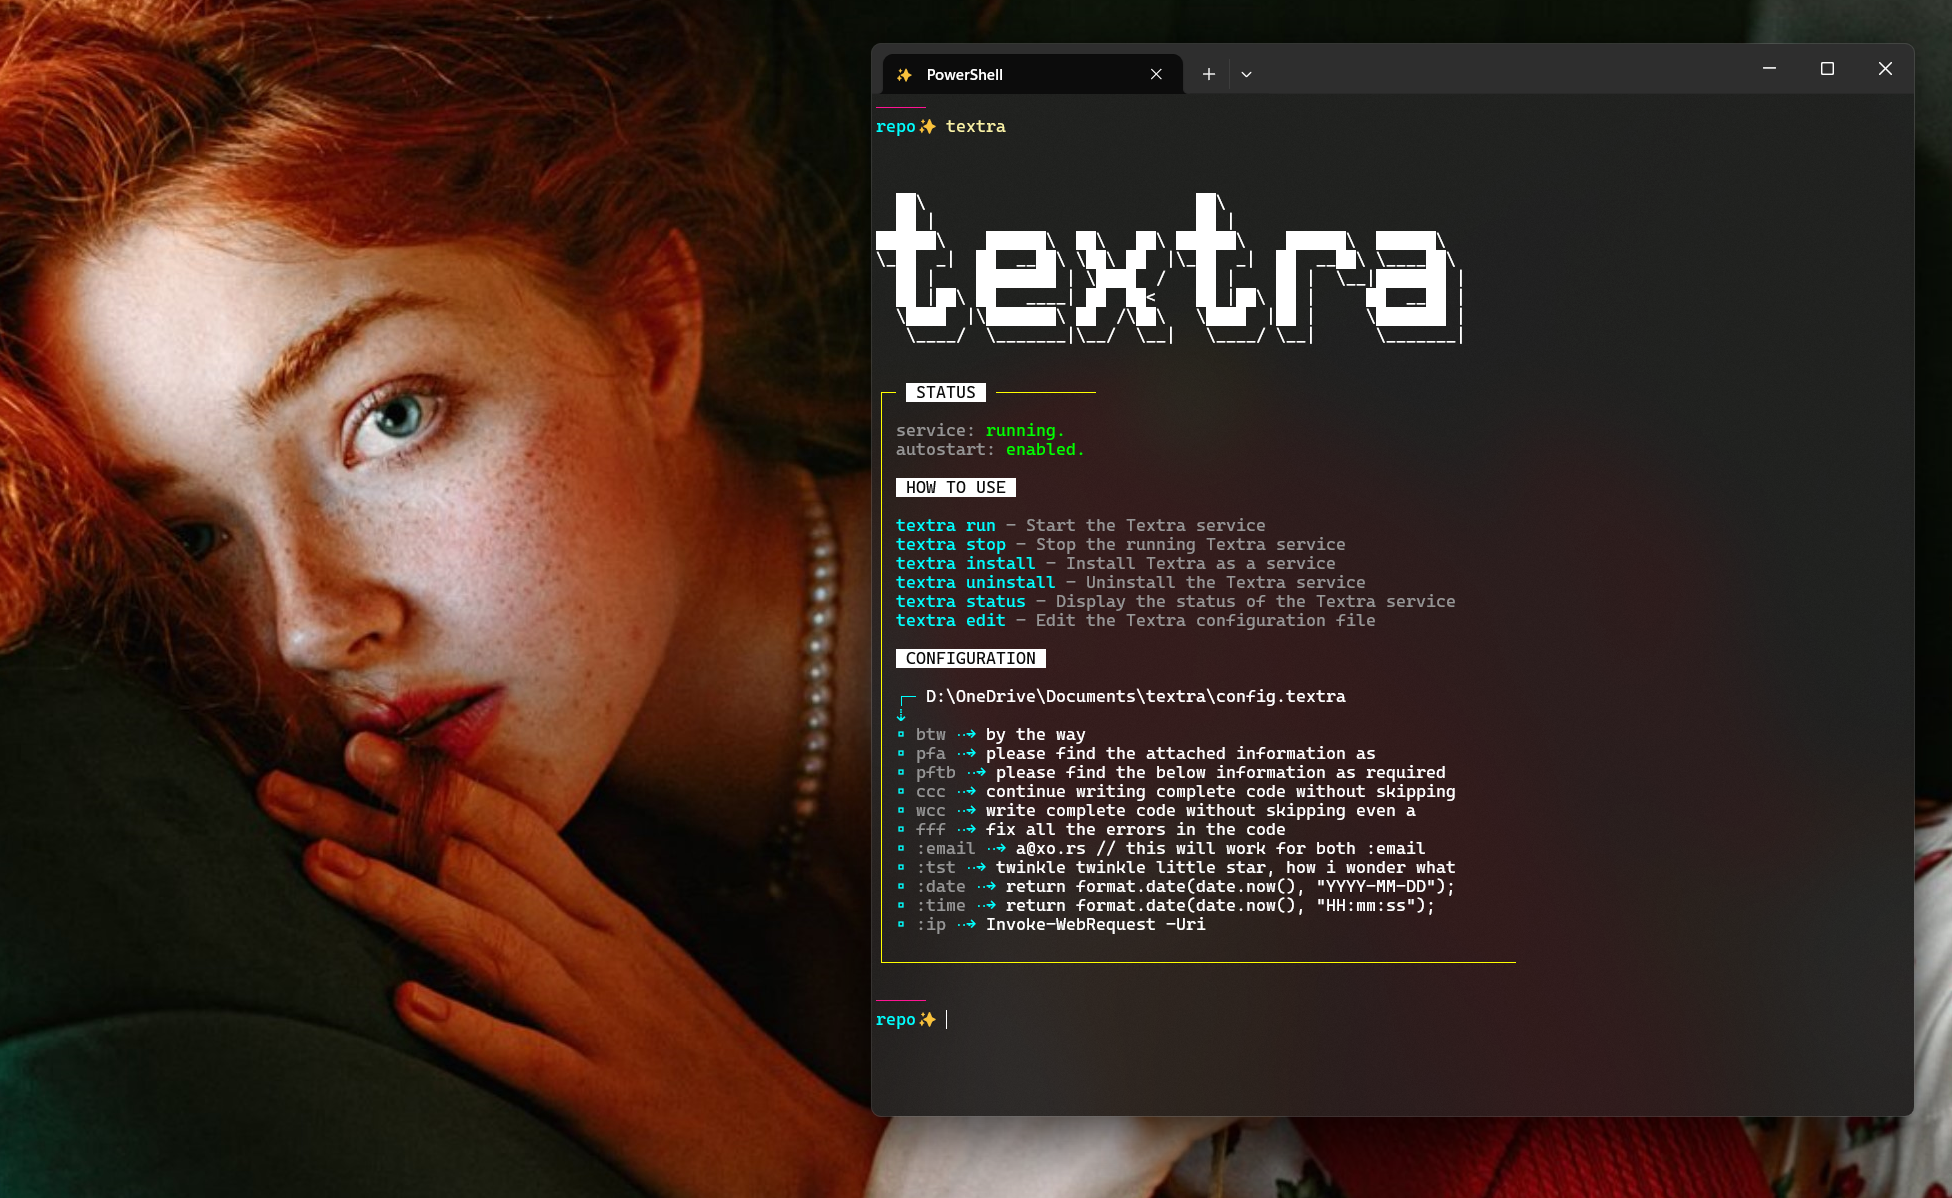 PowerShell
repo✨ textra
textra
STATUS
service: running.
autostart: enabled.
HOW TO USE
textra run - Start the Textra service
textra stop - Stop the running Textra service
textra install - Install Textra as a service
textra uninstall - Uninstall the Textra service
textra status - Display the status of the Textra service
textra edit - Edit the Textra configuration file
CONFIGURATION
D:\OneDrive\Documents\textra\config.textra
btw ··→ by the way
pfa ··→ please find the attached information as
pftb ··→ please find the below information as required
ccc ··→ continue writing complete code without skipping
wcc ··→ write complete code without skipping even a
fff ··→ fix all the errors in the code
:email ··→ a@xo.rs // this will work for both :email
:tst ··→ twinkle twinkle little star, how i wonder what
:date ··→ return format.date(date.now(), "YYYY-MM-DD");
:time ··→ return format.date(date.now(), "HH:mm:ss");
:ip ··→ Invoke-WebRequest -Uri
repo✨